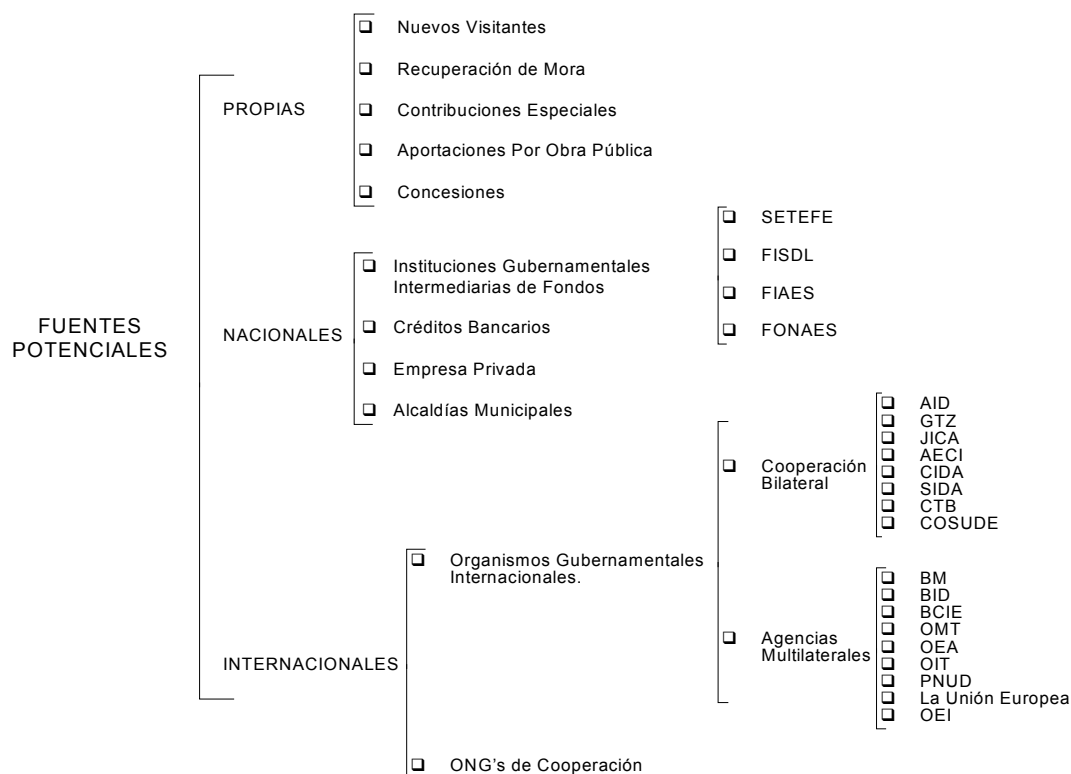 FUENTES
POTENCIALES
PROPIAS
Nuevos Visitantes
Recuperación de Mora
Contribuciones Especiales
Aportaciones Por Obra Pública
Concesiones
NACIONALES
Instituciones Gubernamentales
Intermediarias de Fondos
SETEFE
FISDL
FIAES
FONAES
Créditos Bancarios
Empresa Privada
Alcaldías Municipales
INTERNACIONALES
Organismos Gubernamentales
Internacionales.
Cooperación
Bilateral
AID
GTZ
JICA
AECI
CIDA
SIDA
CTB
COSUDE
Agencias
Multilaterales
BM
BID
BCIE
OMT
OEA
OIT
PNUD
La Unión Europea
OEI
ONG's de Cooperación